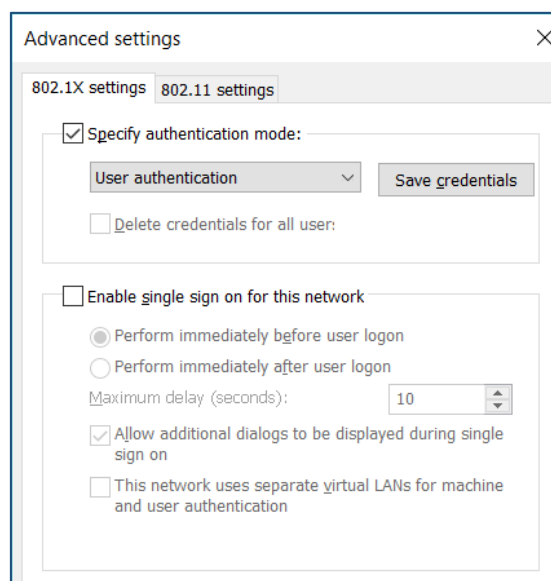 Advanced settings
802.1X settings
802.11 settings
Specify authentication mode:
User authentication
Save credentials
Delete credentials for all user:
Enable single sign on for this network
Perform immediately before user logon
Perform immediately after user logon
Maximum delay (seconds):
10
Allow additional dialogs to be displayed during single
sign on
This network uses separate virtual LANs for machine
and user authentication